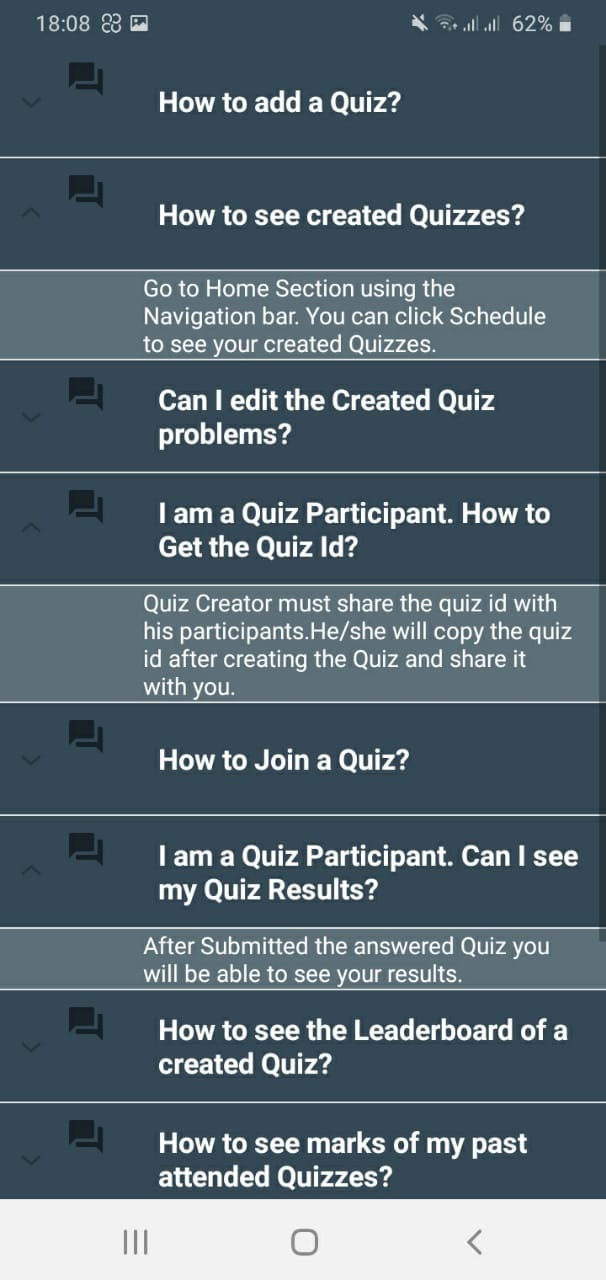 18:08
62%
How to add a Quiz?
How to see created Quizzes?
Go to Home Section using the
Navigation bar. You can click Schedule
to see your created Quizzes.
Can I edit the Created Quiz
problems?
I am a Quiz Participant. How to
Get the Quiz Id?
Quiz Creator must share the quiz id with
his participants.He/she will copy the quiz
id after creating the Quiz and share it
with you.
How to Join a Quiz?
I am a Quiz Participant. Can I see
my Quiz Results?
After Submitted the answered Quiz you
will be able to see your results.
How to see the Leaderboard of a
created Quiz?
How to see marks of my past
attended Quizzes?